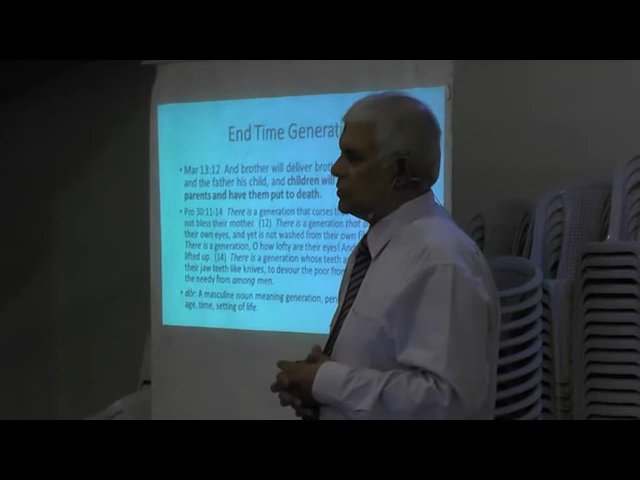 End Time Generati
• Mar 13:12 And brother will deliver brot
and the father his child, and children will
parents and have them put to death.
• Pro 30:11-14 There is a generation that curses
not bless their mother. (12) There is a generation that
their own eyes, and yet is not washed from their own
There is a generation, O how lofty are their eyes! And
lifted up. (14) There is a generation whose teeth
their jaw teeth like knives, to devour the poor from
the needy from among men.
• dôr: A masculine noun meaning generation,
age, time, setting of life.